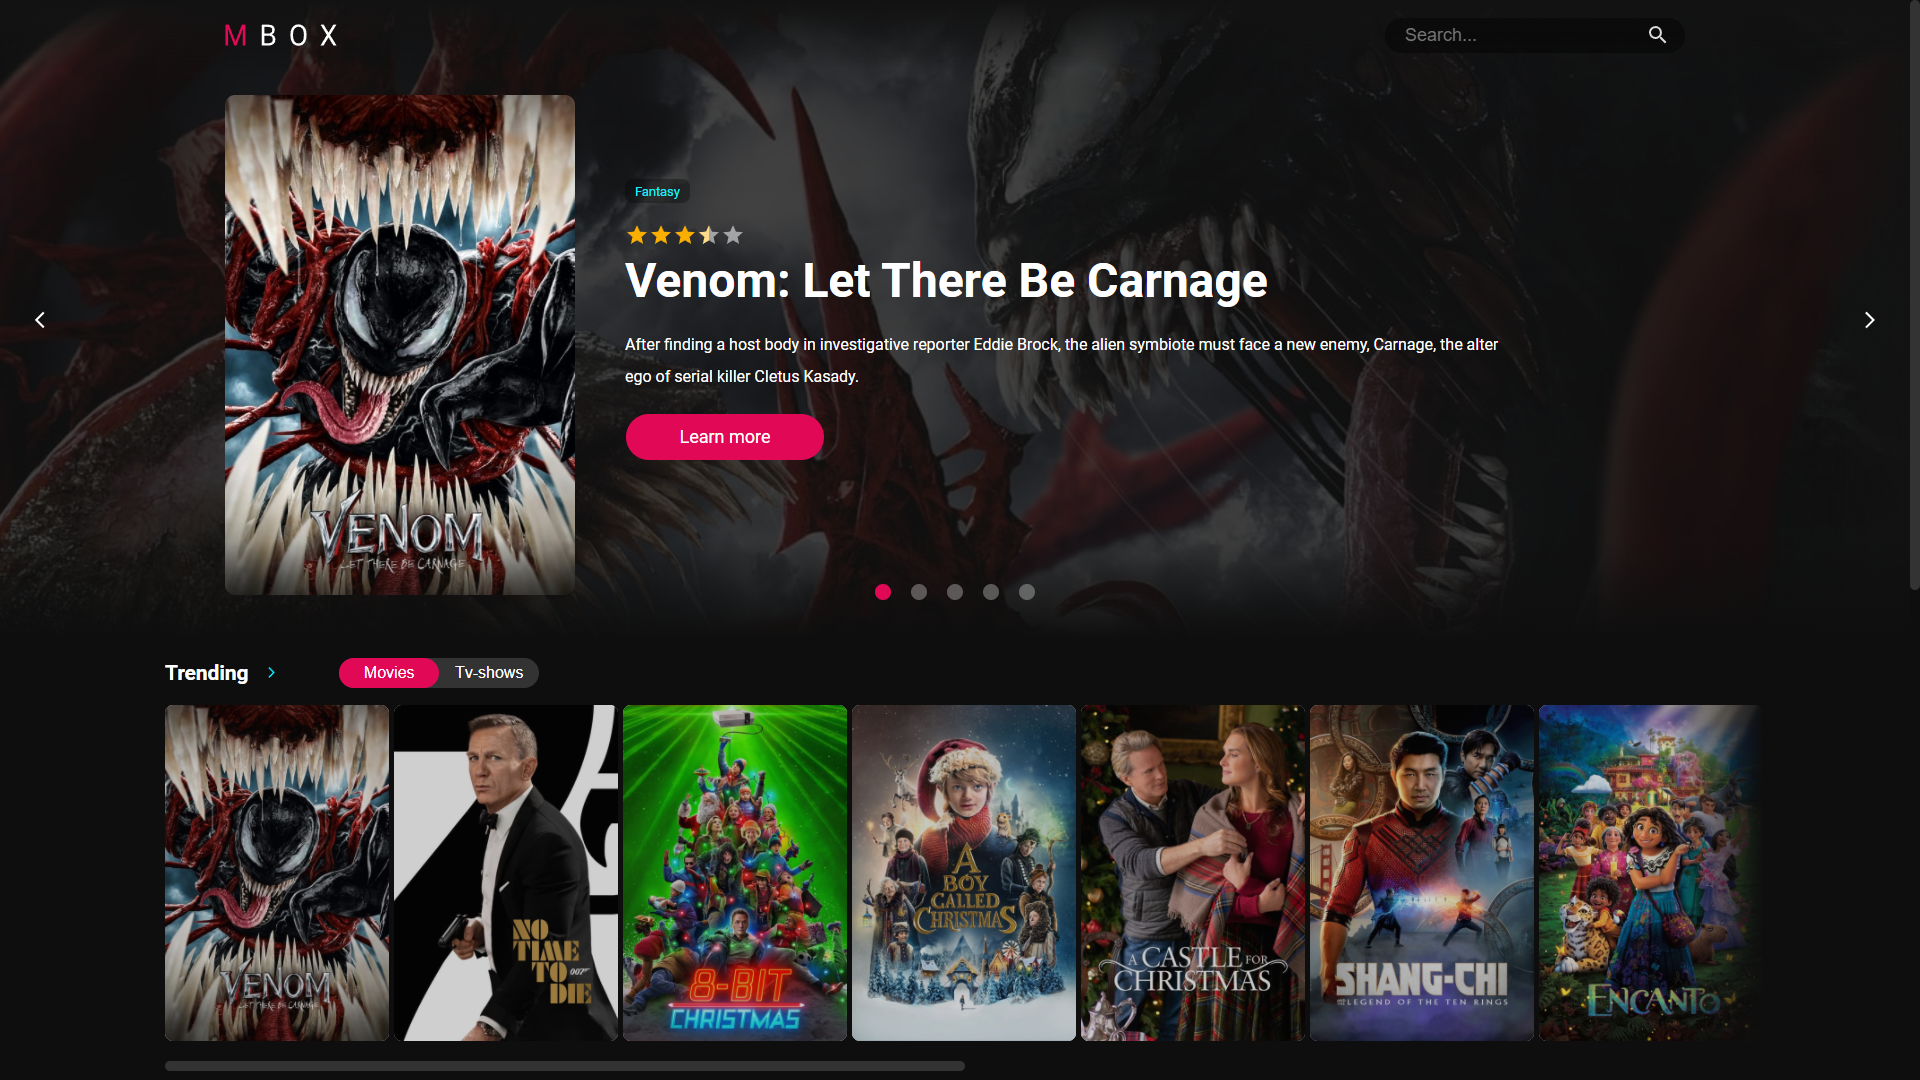 MBOX
Search...
Fantasy
Venom: Let There Be Carnage
After finding a host body in investigative reporter Eddie Brock, the alien symbiote must face a new enemy, Carnage, the alter
ego of serial killer Cletus Kasady.
Learn more
VENOM
LET THERE BE CARNAGE
Trending
Movies
Tv-shows
VENOM
LET THERE BE CARNAGE
NO
TIME
TO 007
DIE
8-BIT
CHRISTMAS
A
BOY
CALLED
CHRISTMAS
A CASTLE FOR
CHRISTMAS
SHANG-CHI
AND THE LEGEND OF THE TEN RINGS
ENCANTO